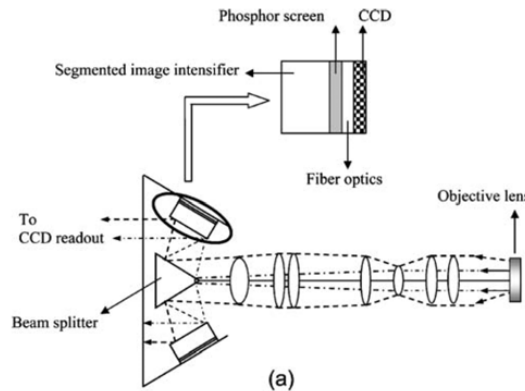 Phosphor screen
CCD
Segmented image intensifier
Fiber optics
Objective lens
To
CCD readout
Beam splitter
(a)